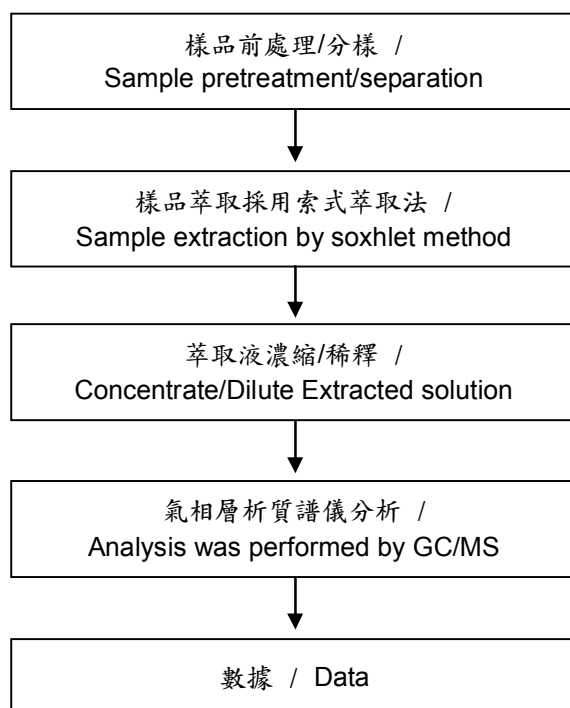 樣品前處理/分樣 /
Sample pretreatment/separation
樣品萃取採用索式萃取法 /
Sample extraction by soxhlet method
萃取液濃縮/稀釋 /
Concentrate/Dilute Extracted solution
氣相層析質譜儀分析 /
Analysis was performed by GC/MS
數據 / Data